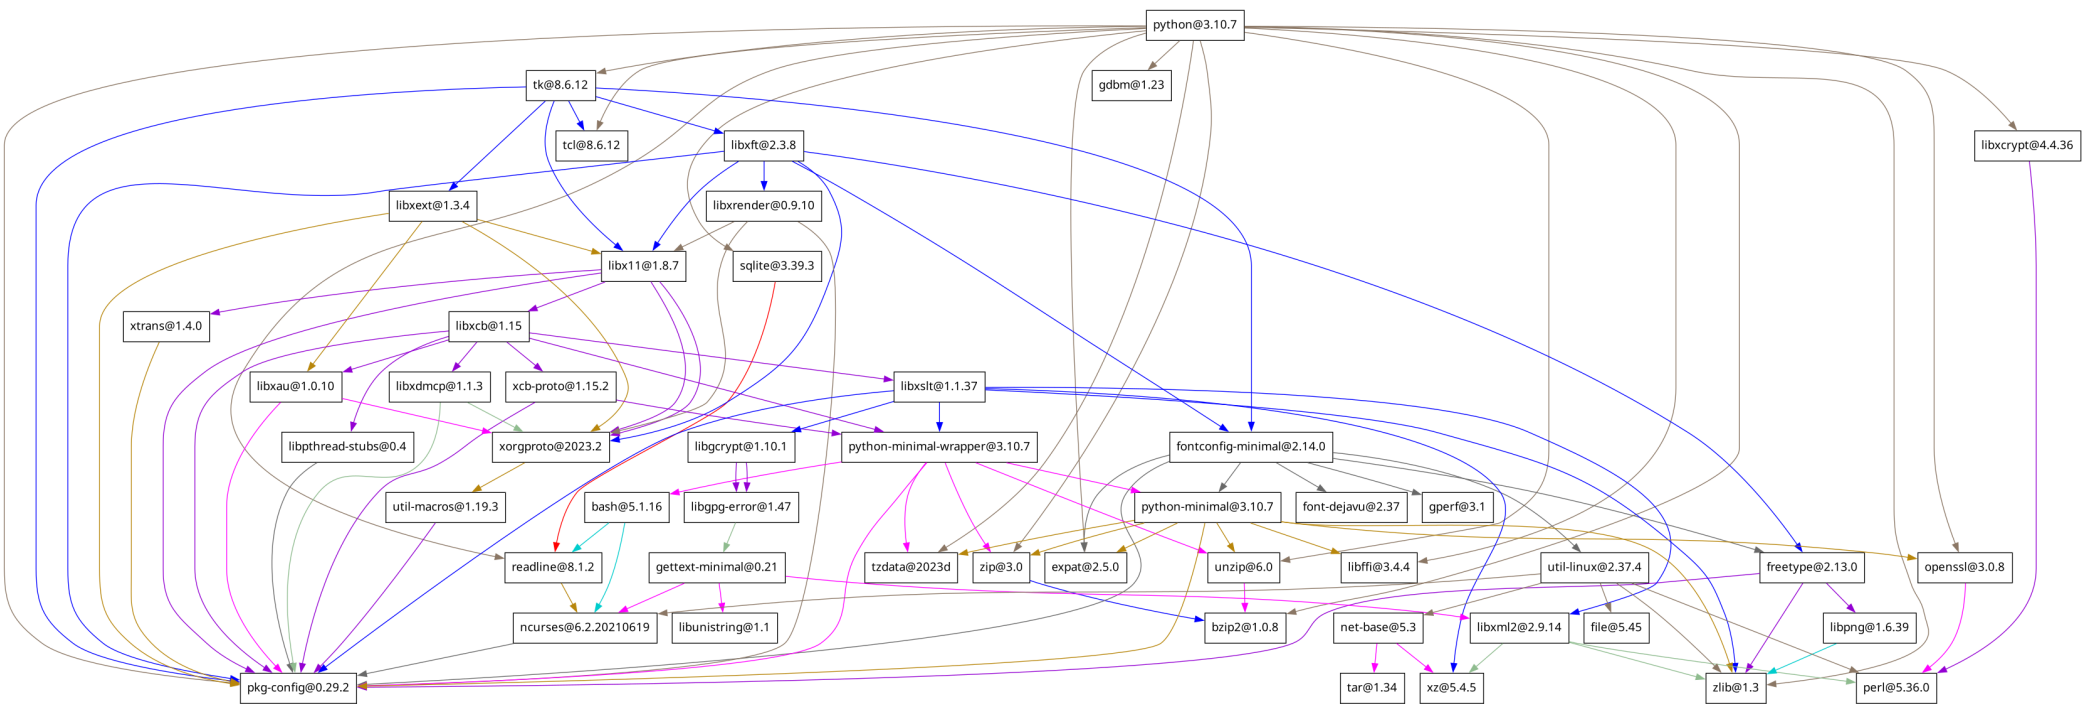 python@3.10.7
tk@8.6.12
gdbm@1.23
tcl@8.6.12
libxft@2.3.8
libxcrypt@4.4.36
libxext@1.3.4
libxrender@0.9.10
libx11@1.8.7
sqlite@3.39.3
xtrans@1.4.0
libxcb@1.15
libxau@1.0.10
libxdmcp@1.1.3
xcb-proto@1.15.2
libxslt@1.1.37
libpthread-stubs@0.4
xorgproto@2023.2
libgcrypt@1.10.1
python-minimal-wrapper@3.10.7
fontconfig-minimal@2.14.0
util-macros@1.19.3
bash@5.1.16
libgpg-error@1.47
python-minimal@3.10.7
font-dejavu@2.37
gperf@3.1
readline@8.1.2
gettext-minimal@0.21
tzdata@2023d
zip@3.0
expat@2.5.0
unzip@6.0
libffi@3.4.4
util-linux@2.37.4
freetype@2.13.0
openssl@3.0.8
ncurses@6.2.20210619
libunistring@1.1
bzip2@1.0.8
net-base@5.3
libxml2@2.9.14
file@5.45
libpng@1.6.39
pkg-config@0.29.2
tar@1.34
xz@5.4.5
zlib@1.3
perl@5.36.0